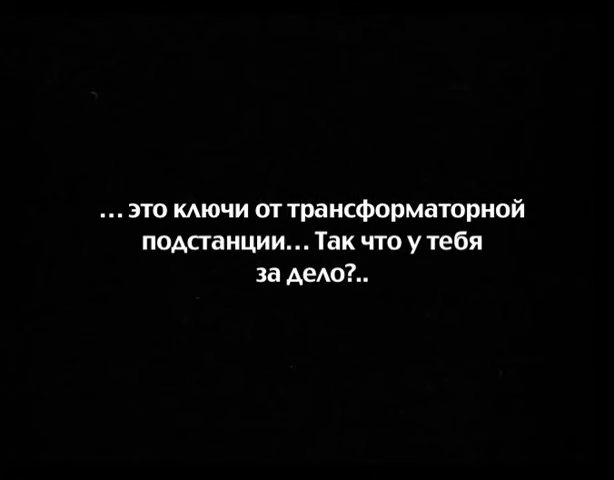 …это ключи от трансформаторной
подстанции… Так что у тебя
за дело?..